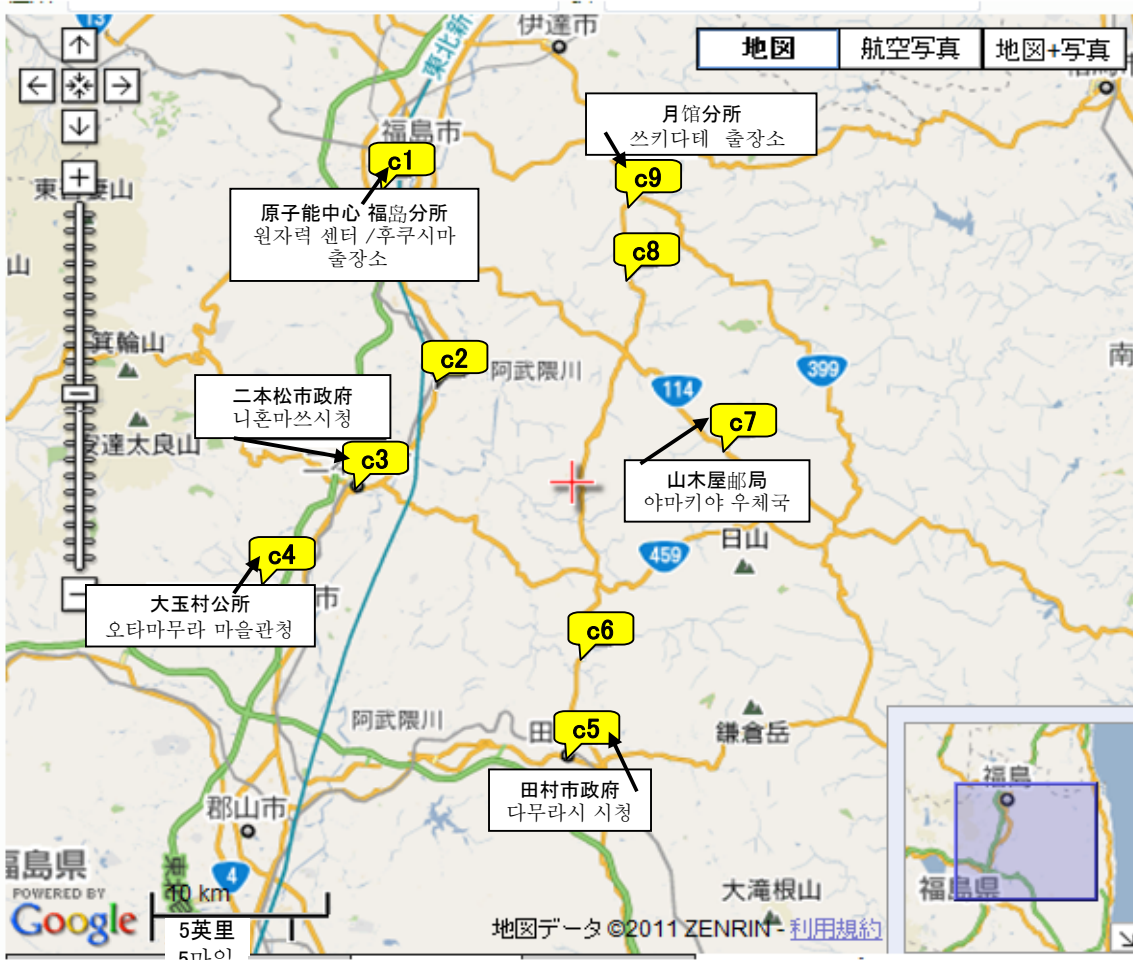 13
伊達市
東北新
地図
航空写真
地図+写真
福島市
月馆分所
쓰키다테 출장소
c1
c9
原子能中心 福岛分所
원자력 센터 /후쿠시마
출장소
c8
山
箕輪山
c2
阿武隈川
399
南
114
二本松市政府
니혼마쓰시청
c7
安達太良山
c3
山木屋邮局
야마키야 우체국
日山
459
c4
大玉村公所
오타마무라 마을관청
市
c6
阿武隈川
田
c5
鎌倉岳
田村市政府
다무라시 시청
福島
郡山市
福島県
4
福島県
大滝根山
POWERED BY
Google
10 km
5英里
5마일
地図データ ©2011 ZENRIN - 利用規約